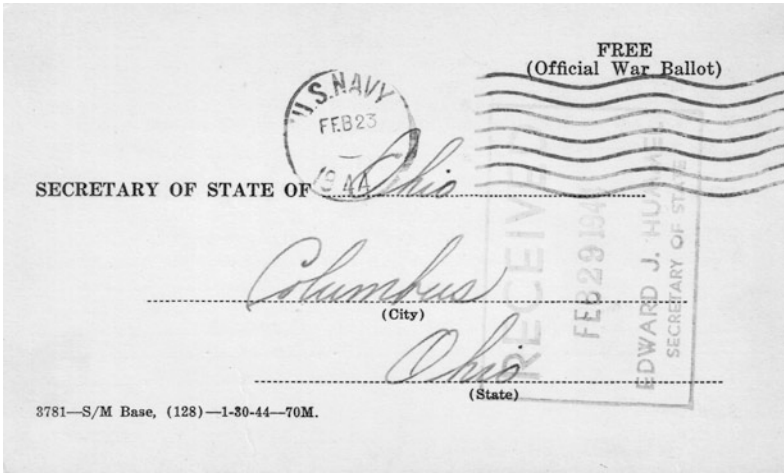 FREE
(Official War Ballot)
U.S. NAVY
FEB 23
1944
SECRETARY OF STATE OF Ohio
Columbus
(City)
Ohio
(State)
3781—S/M Base, (128)—1-30-44—70M.
RECEIVED
FEB 29 1944
EDWARD J. HUMMEL
SECRETARY OF STATE